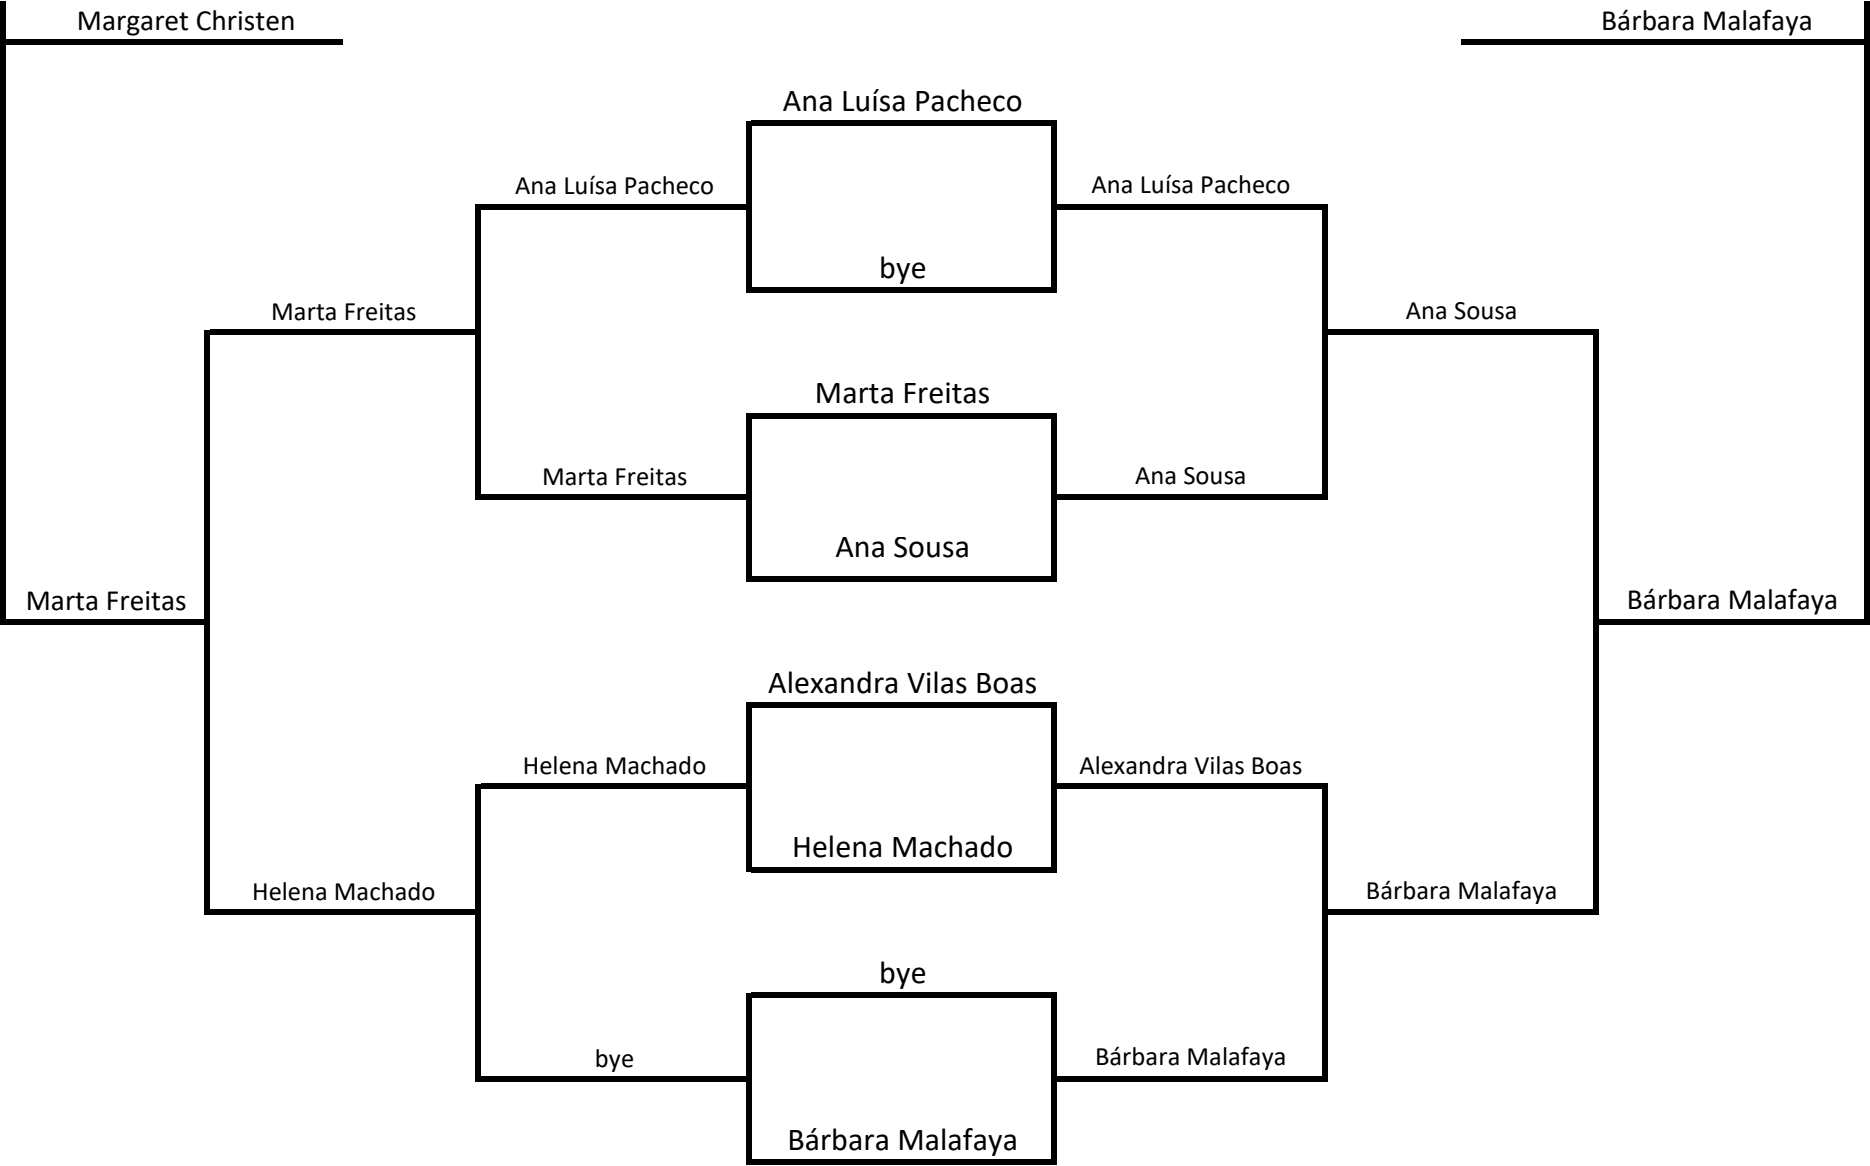 Margaret Christen
Bárbara Malafaya
Ana Luísa Pacheco
Ana Luísa Pacheco
Ana Luísa Pacheco
bye
Marta Freitas
Ana Sousa
Marta Freitas
Marta Freitas
Ana Sousa
Ana Sousa
Marta Freitas
Bárbara Malafaya
Alexandra Vilas Boas
Helena Machado
Alexandra Vilas Boas
Helena Machado
Helena Machado
Bárbara Malafaya
bye
bye
Bárbara Malafaya
Bárbara Malafaya